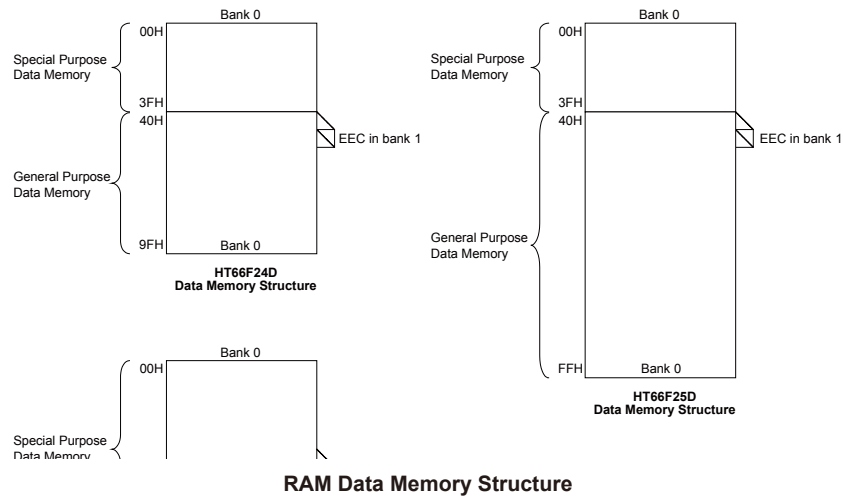 Bank 0
00H
Special Purpose
Data Memory
3FH
40H
EEC in bank 1
General Purpose
Data Memory
9FH
Bank 0
HT66F24D
Data Memory Structure
Bank 0
00H
Special Purpose
Data Memory
3FH
40H
EEC in bank 1
General Purpose
Data Memory
FFH
Bank 0
HT66F25D
Data Memory Structure
Bank 0
00H
Special Purpose
Data Memory
RAM Data Memory Structure